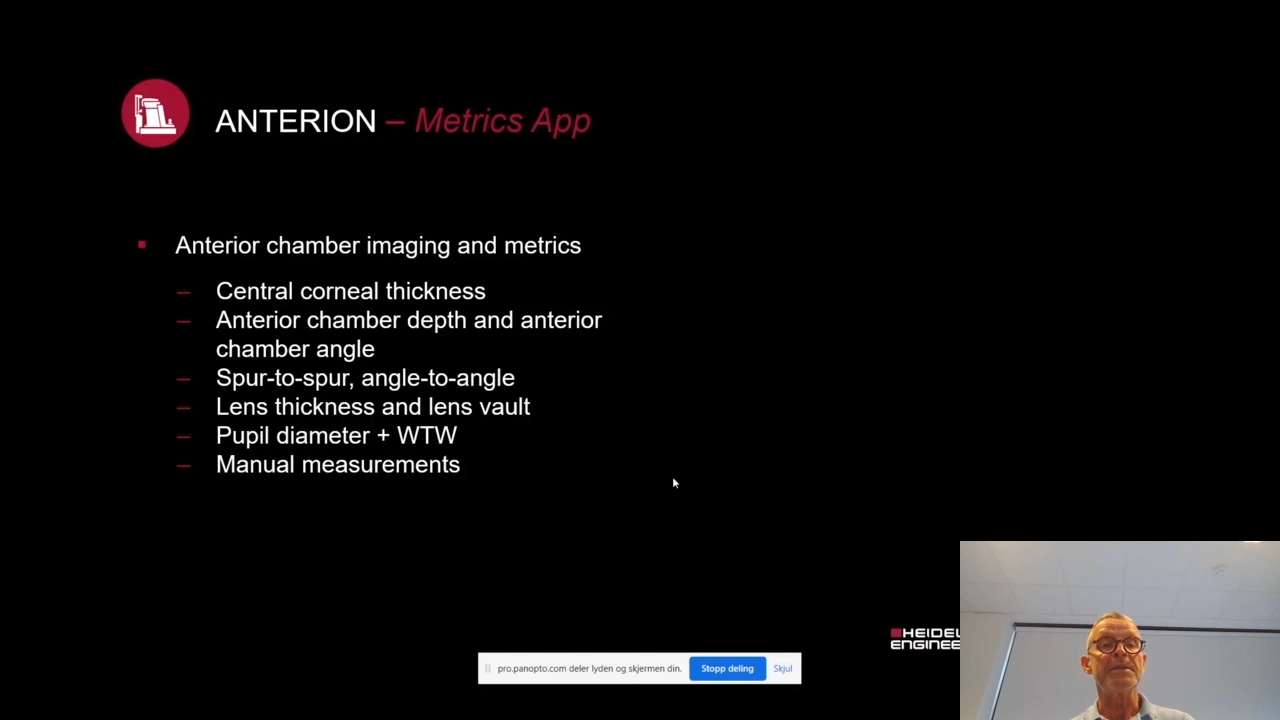 ANTERION – Metrics App
Anterior chamber imaging and metrics
– Central corneal thickness
– Anterior chamber depth and anterior
chamber angle
– Spur-to-spur, angle-to-angle
– Lens thickness and lens vault
– Pupil diameter + WTW
– Manual measurements
pro.panopto.com deler lyden og skjermen din. Stopp deling Skjul